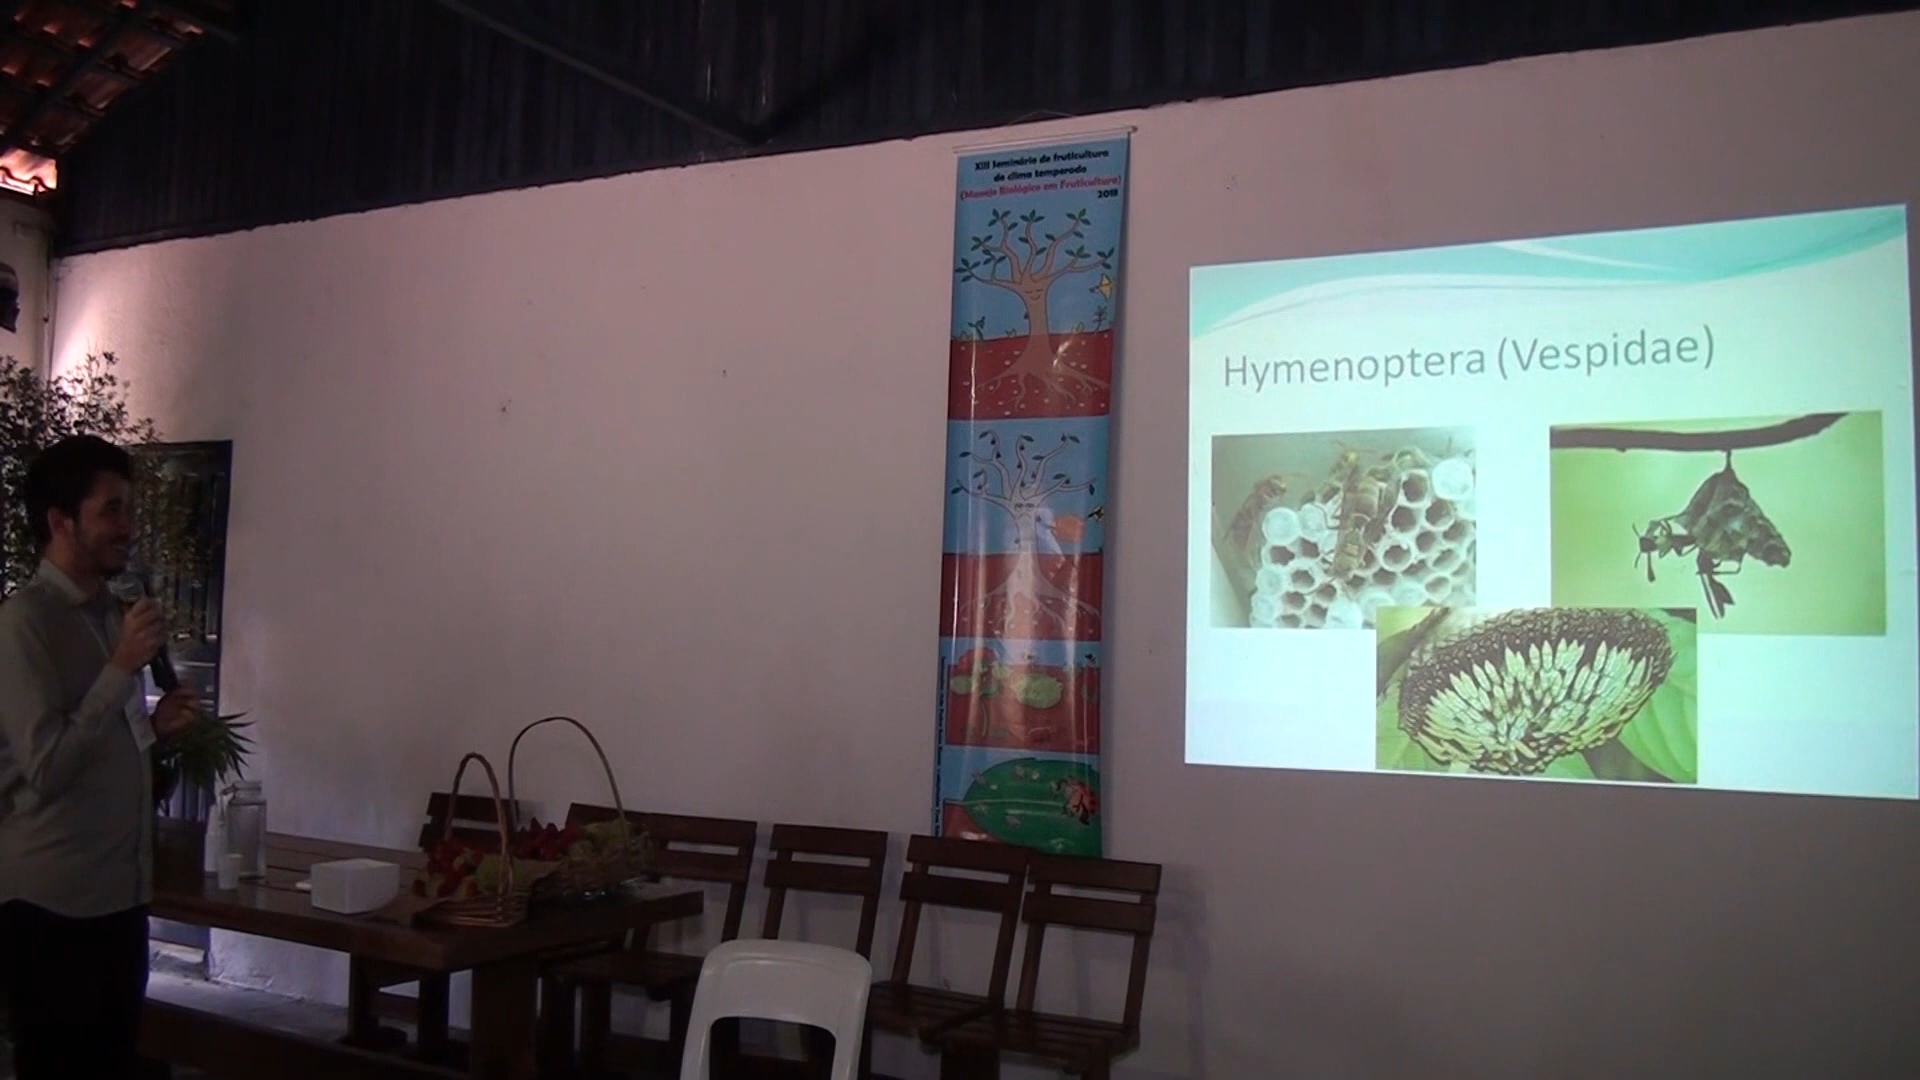 XIII Seminário de fruticultura
de clima temperado
(Manejo Biológico em Fruticultura)
2018
Hymenoptera (Vespidae)